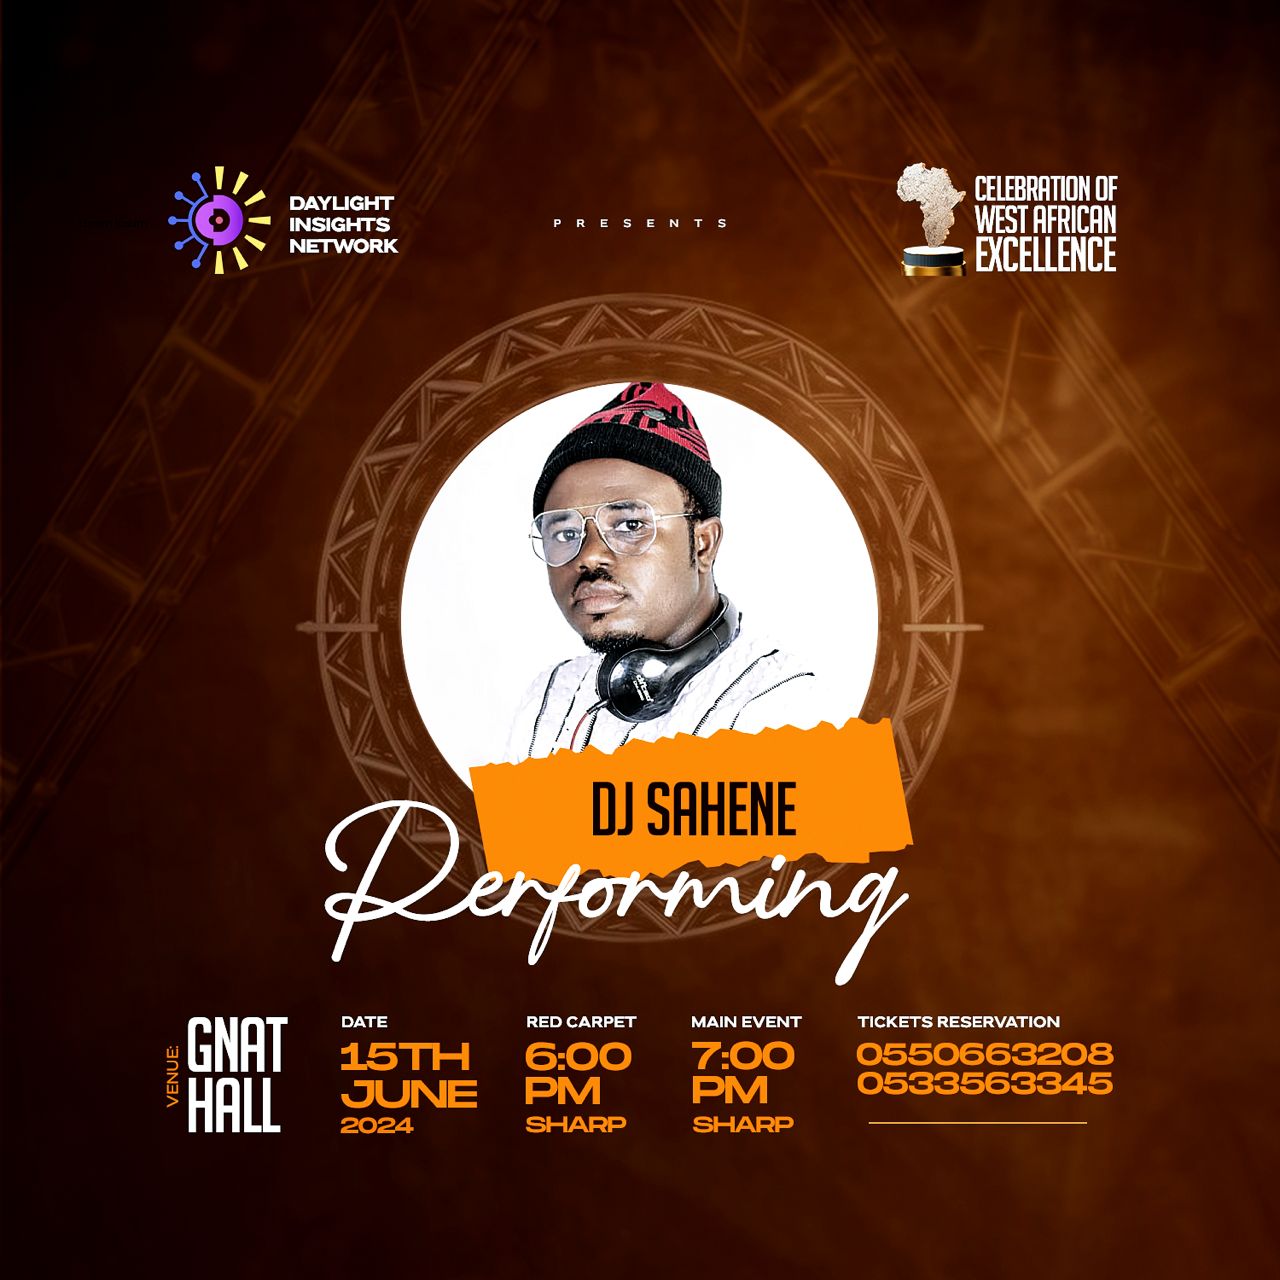 DAYLIGHT
INSIGHTS
NETWORK
PRESENTS
CELEBRATION OF
WEST AFRICAN
EXCELLENCE
DJ SAHENE
Performing
VENUE:
GNAT
HALL
DATE
15TH
JUNE
2024
RED CARPET
6:00
PM
SHARP
MAIN EVENT
7:00
PM
SHARP
TICKETS RESERVATION
0550663208
0533563345